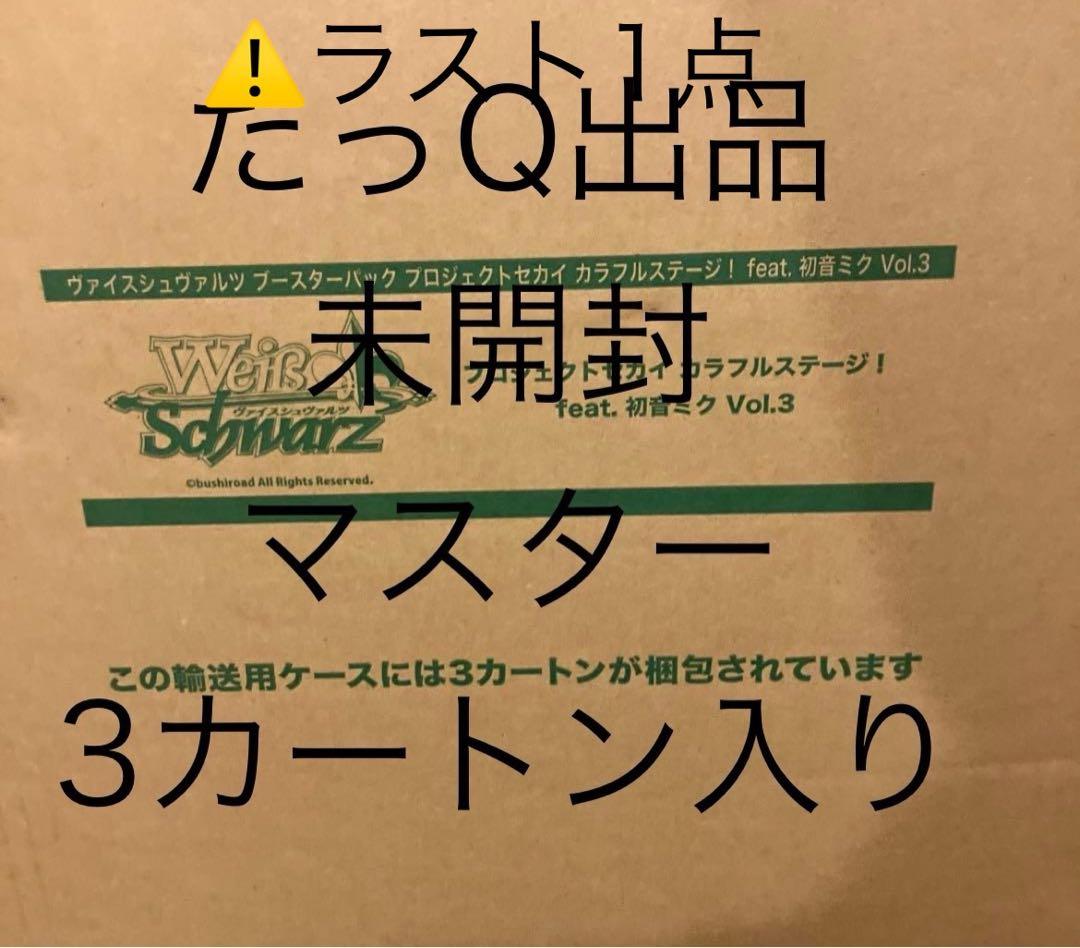 ⚠️ラスト1点
たっQ出品
ヴァイスシュヴァルツ ブースターパック プロジェクトセカイ カラフルステージ！ feat. 初音ミク Vol.3
未開封
Weiß
ヴァイスシュヴァルツ
Schwarz
プロジェクトセカイ カラフルステージ！
feat. 初音ミク Vol.3
©bushiroad All Rights Reserved.
マスター
この輸送用ケースには3カートンが梱包されています
3カートン入り